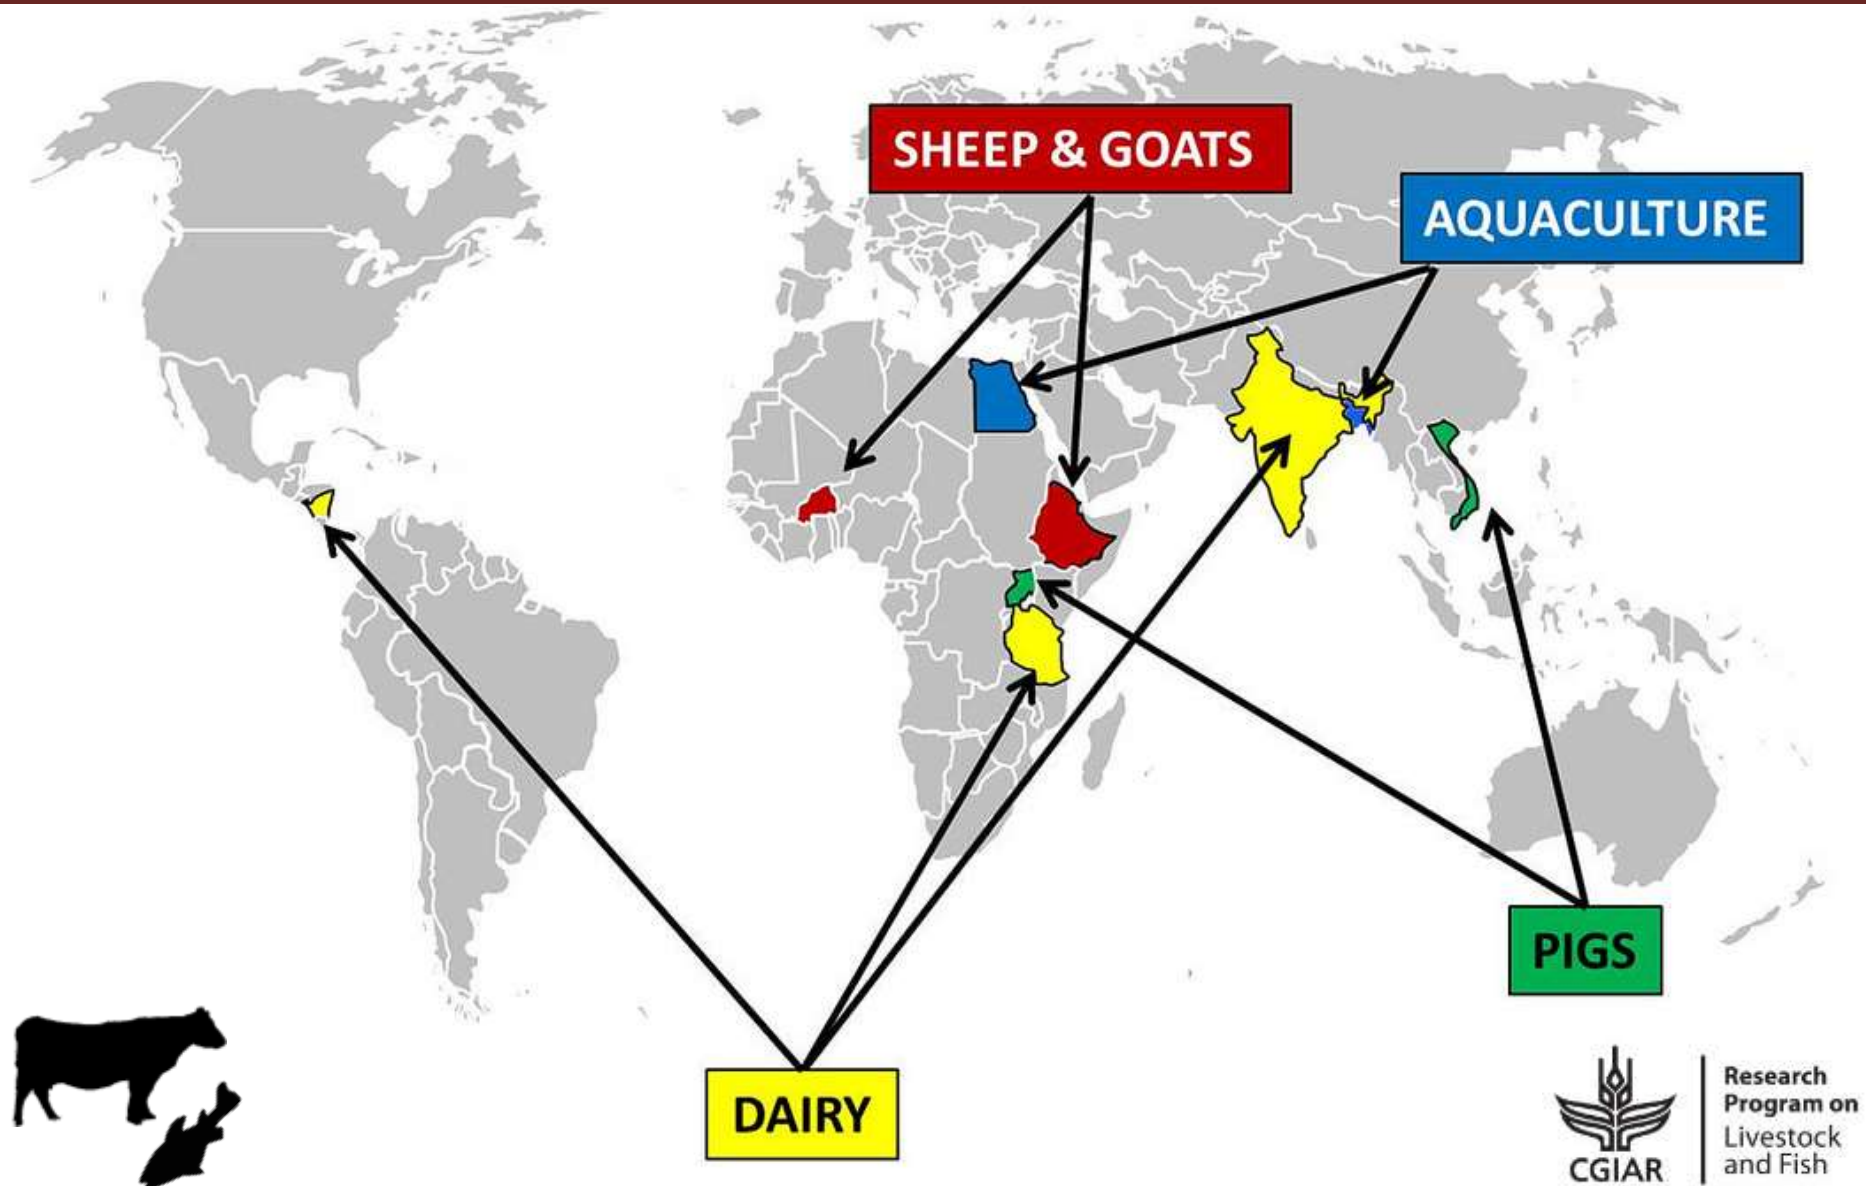 SHEEP & GOATS
AQUACULTURE
PIGS
DAIRY
CGIAR
Research
Program on
Livestock
and Fish